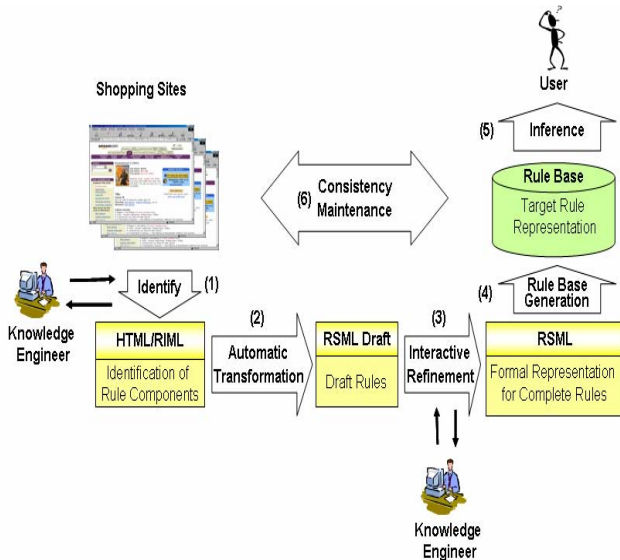 ?
User
Shopping Sites
(5)
Inference
Rule Base
Target Rule
Representation
(6)
Consistency
Maintenance
Identify
(1)
Knowledge
Engineer
(4)
Rule Base
Generation
HTML/RIML
Identification of
Rule Components
(2)
Automatic
Transformation
RSML Draft
Draft Rules
(3)
Interactive
Refinement
RSML
Formal Representation
for Complete Rules
Knowledge
Engineer